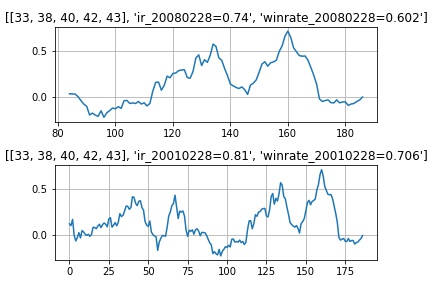 [[33, 38, 40, 42, 43], 'ir_20080228=0.74', 'winrate_20080228=0.602']
0.5
0.0
80 100 120 140 160 180
[[33, 38, 40, 42, 43], 'ir_20010228=0.81', 'winrate_20010228=0.706']
0.5
0.0
0 25 50 75 100 125 150 175